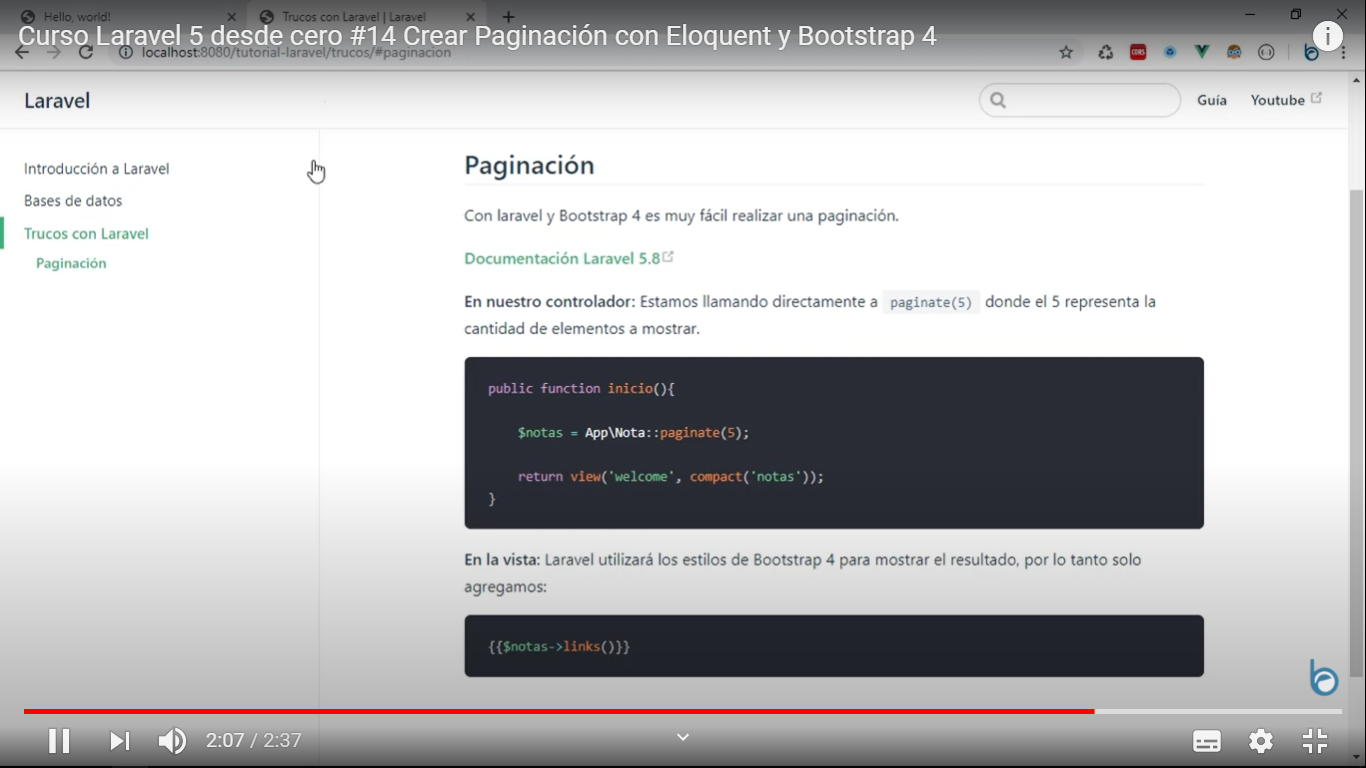 Hello, world!
Trucos con Laravel | Laravel
Curso Laravel 5 desde cero #14 Crear Paginación con Eloquent y Bootstrap 4
localhost:8080/tutorial-laravel/trucos/#paginacion
CORS
Laravel
Guía
Youtube
Introducción a Laravel
Bases de datos
Trucos con Laravel
Paginación
Paginación
Con laravel y Bootstrap 4 es muy fácil realizar una paginación.
Documentación Laravel 5.8
En nuestro controlador: Estamos llamando directamente a paginate(5) donde el 5 representa la
cantidad de elementos a mostrar.
public function inicio(){
$notas = App\Nota::paginate(5);
return view('welcome', compact('notas'));
}
En la vista: Laravel utilizará los estilos de Bootstrap 4 para mostrar el resultado, por lo tanto solo
agregamos:
{{$notas->links()}}
2:07 / 2:37